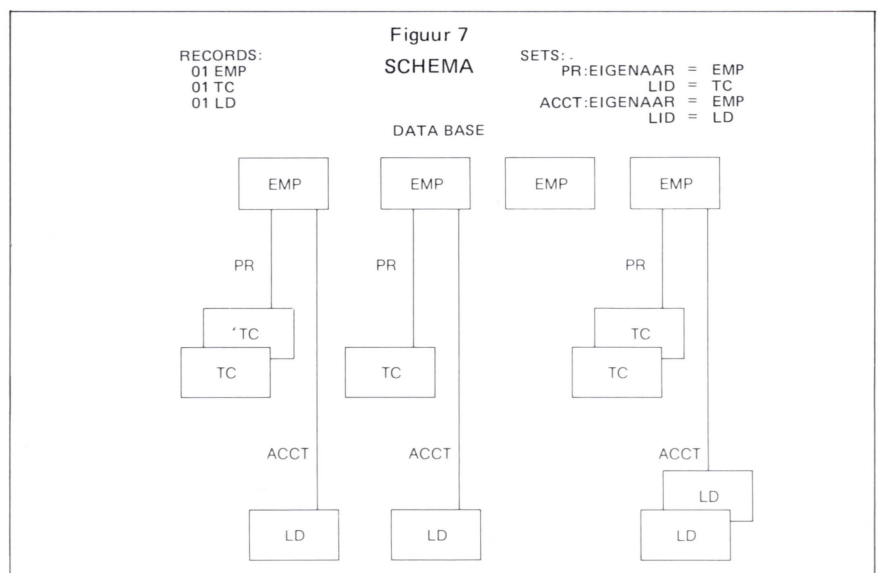 Figuur 7
SCHEMA
RECORDS:
01 EMP
01 TC
01 LD
SETS:
PR:EIGENAAR = EMP
LID = TC
ACCT:EIGENAAR = EMP
LID = LD
DATA BASE
EMP EMP EMP EMP
PR PR PR
TC TC
TC TC TC
ACCT ACCT ACCT
LD
LD LD LD